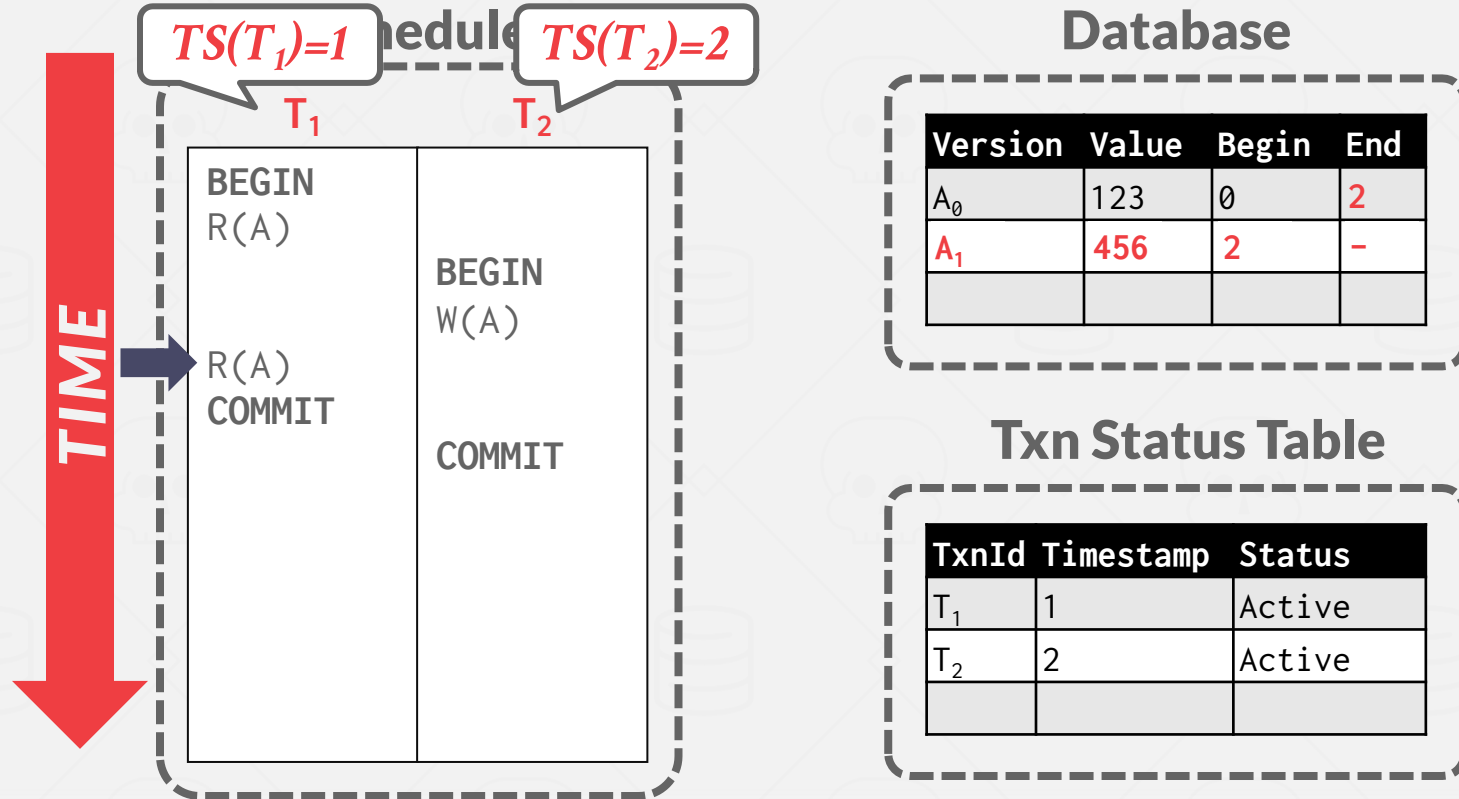 TS(T₁)=1
hedule
TS(T₂)=2
T₁
T₂
BEGIN
R(A)
BEGIN
W(A)
R(A)
COMMIT
COMMIT
TIME
Database
Version Value Begin End
A₀ 123 0 2
A₁ 456 2 –
Txn Status Table
TxnId Timestamp Status
T₁ 1 Active
T₂ 2 Active